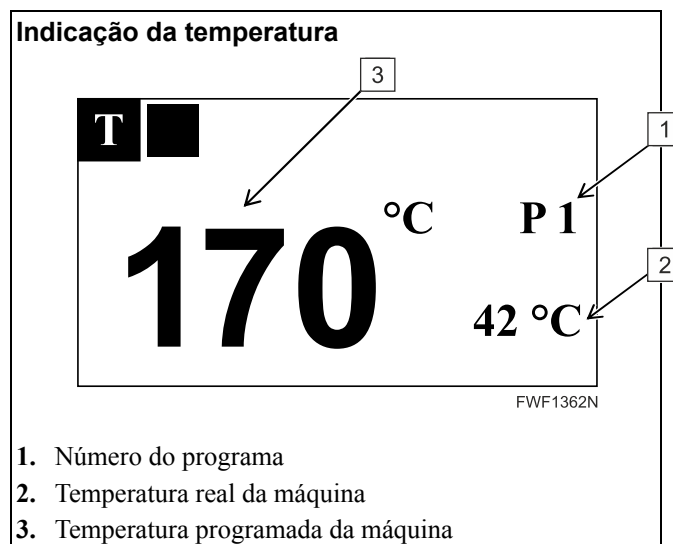 Indicação da temperatura
3
T
1
170 °C P 1
2
42 °C
FWF1362N
1. Número do programa
2. Temperatura real da máquina
3. Temperatura programada da máquina